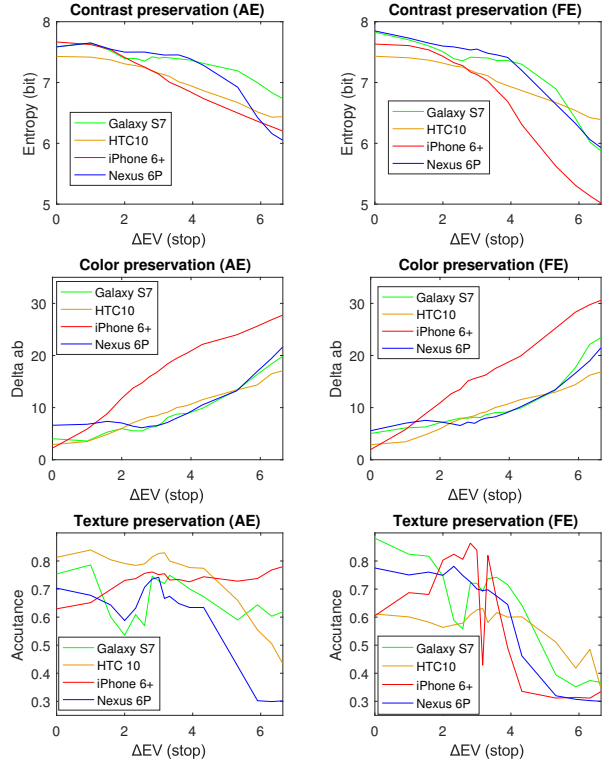 Contrast preservation (AE)
8
7
6
5
Entropy (bit)
Galaxy S7
HTC10
iPhone 6+
Nexus 6P
0 2 4 6
ΔEV (stop)
Contrast preservation (FE)
8
7
6
5
Entropy (bit)
Galaxy S7
HTC10
iPhone 6+
Nexus 6P
0 2 4 6
ΔEV (stop)
Color preservation (AE)
30
20
10
0
Delta ab
Galaxy S7
HTC10
iPhone 6+
Nexus 6P
0 2 4 6
ΔEV (stop)
Color preservation (FE)
30
20
10
0
Delta ab
Galaxy S7
HTC10
iPhone 6+
Nexus 6P
0 2 4 6
ΔEV (stop)
Texture preservation (AE)
0.8
0.7
0.6
0.5
0.4
0.3
Accutance
Galaxy S7
HTC 10
iPhone 6+
Nexus 6P
0 2 4 6
ΔEV (stop)
Texture preservation (FE)
0.8
0.7
0.6
0.5
0.4
0.3
Accutance
Galaxy S7
HTC10
iPhone 6+
Nexus 6P
0 2 4 6
ΔEV (stop)